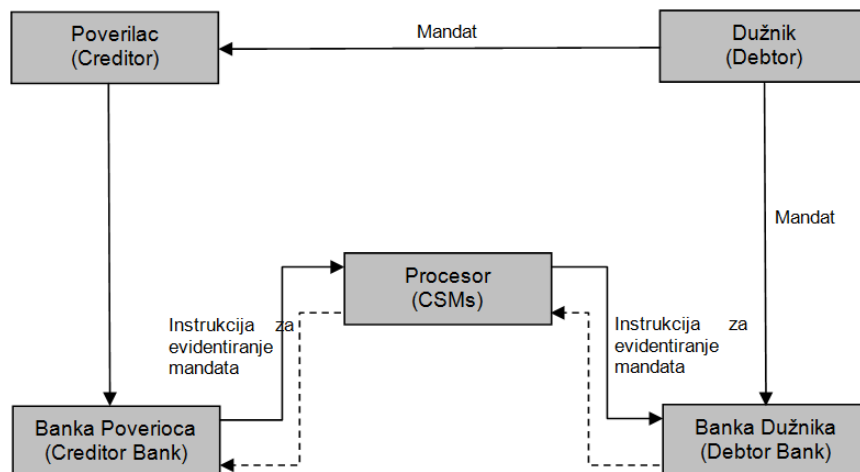 Poverilac
(Creditor)
Mandat
Dužnik
(Debtor)
Mandat
Procesor
(CSMs)
Instrukcija za
evidentiranje
mandata
Instrukcija za
evidentiranje
mandata
Banka Poverioca
(Creditor Bank)
Banka Dužnika
(Debtor Bank)